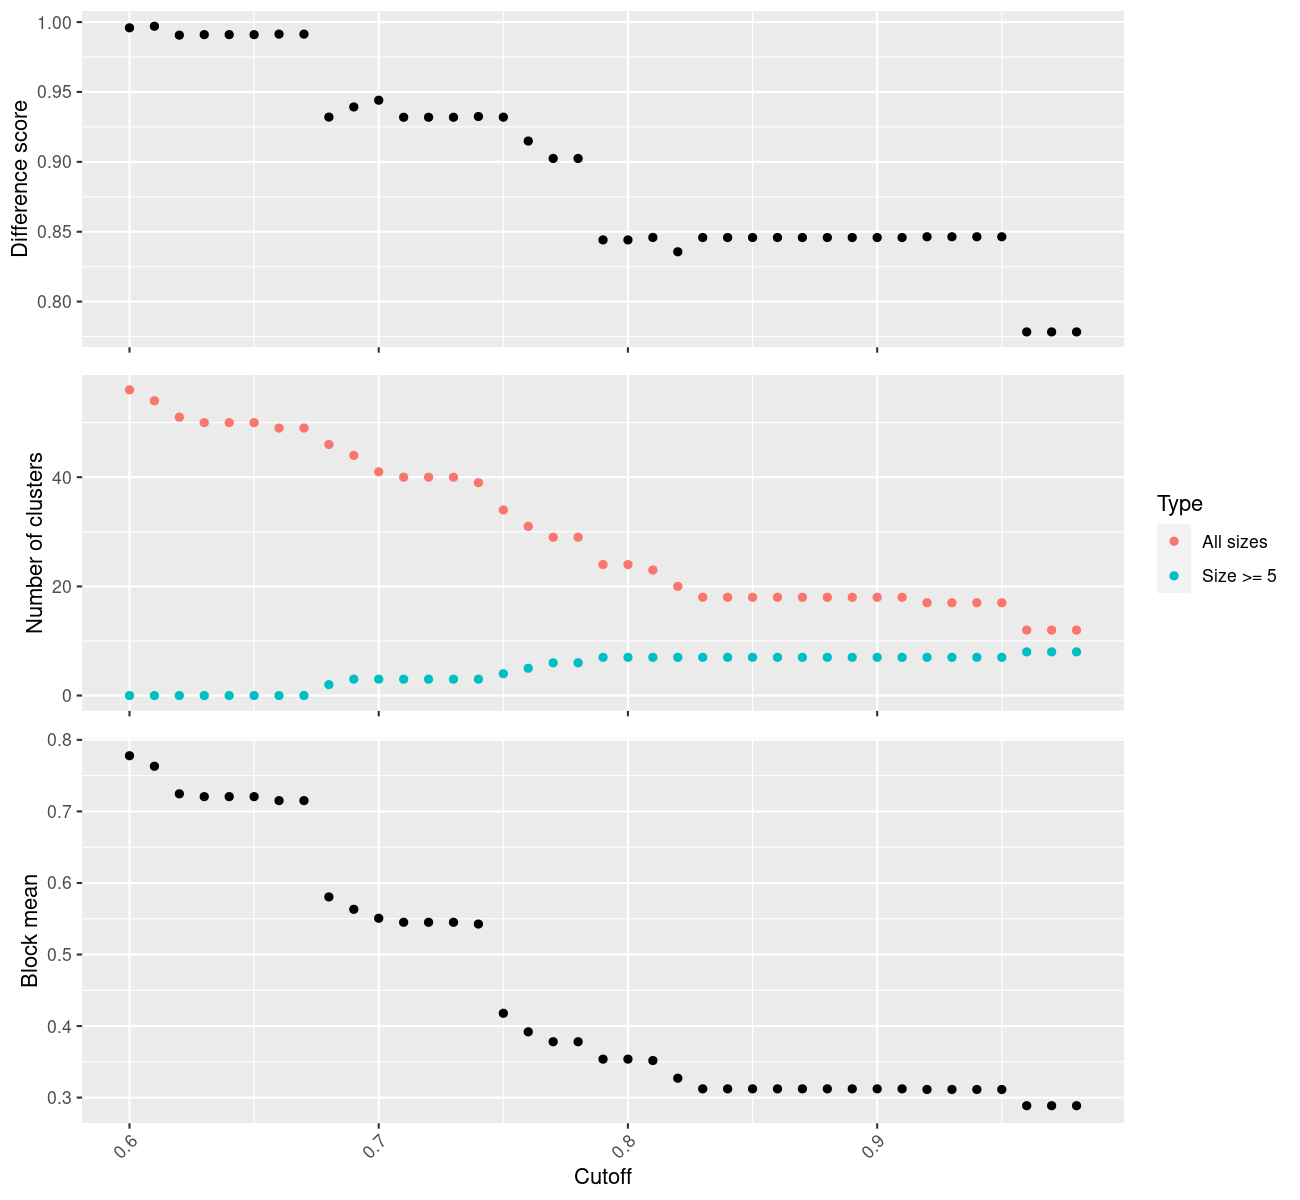 Difference score
1.00
0.95
0.90
0.85
0.80
Number of clusters
40
20
0
Type
All sizes
Size >= 5
Block mean
0.8
0.7
0.6
0.5
0.4
0.3
0.6 0.7 0.8 0.9
Cutoff